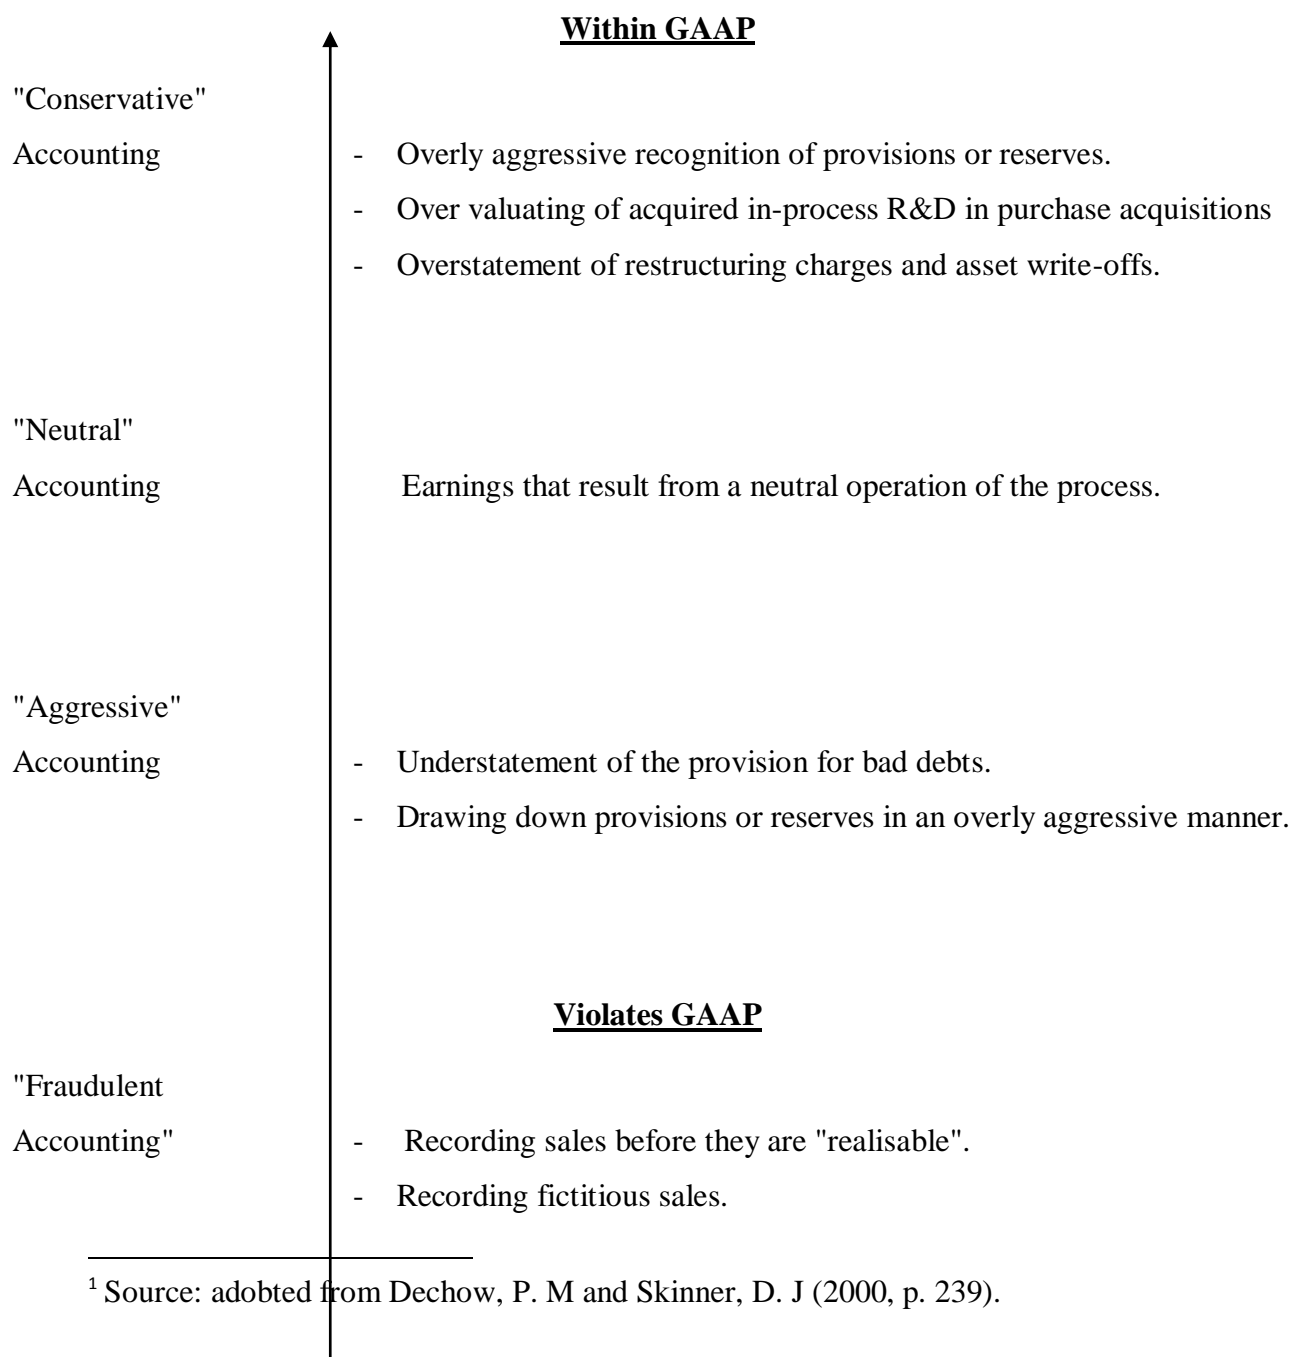 Within GAAP
"Conservative"
Accounting - Overly aggressive recognition of provisions or reserves.
- Over valuating of acquired in-process R&D in purchase acquisitions
- Overstatement of restructuring charges and asset write-offs.
"Neutral"
Accounting Earnings that result from a neutral operation of the process.
"Aggressive"
Accounting - Understatement of the provision for bad debts.
- Drawing down provisions or reserves in an overly aggressive manner.
Violates GAAP
"Fraudulent
Accounting" - Recording sales before they are "realisable".
- Recording fictitious sales.
1 Source: adobted from Dechow, P. M and Skinner, D. J (2000, p. 239).